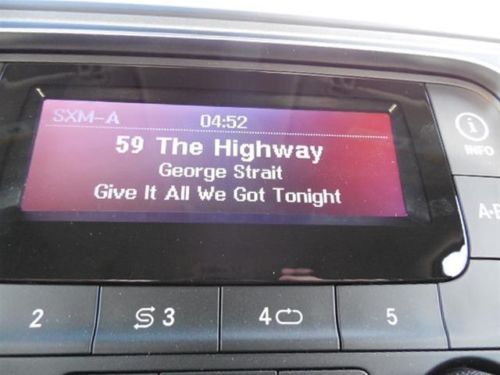 SXM-A 04:52
59 The Highway
George Strait
Give It All We Got Tonight
i
INFO
2 3 4 5